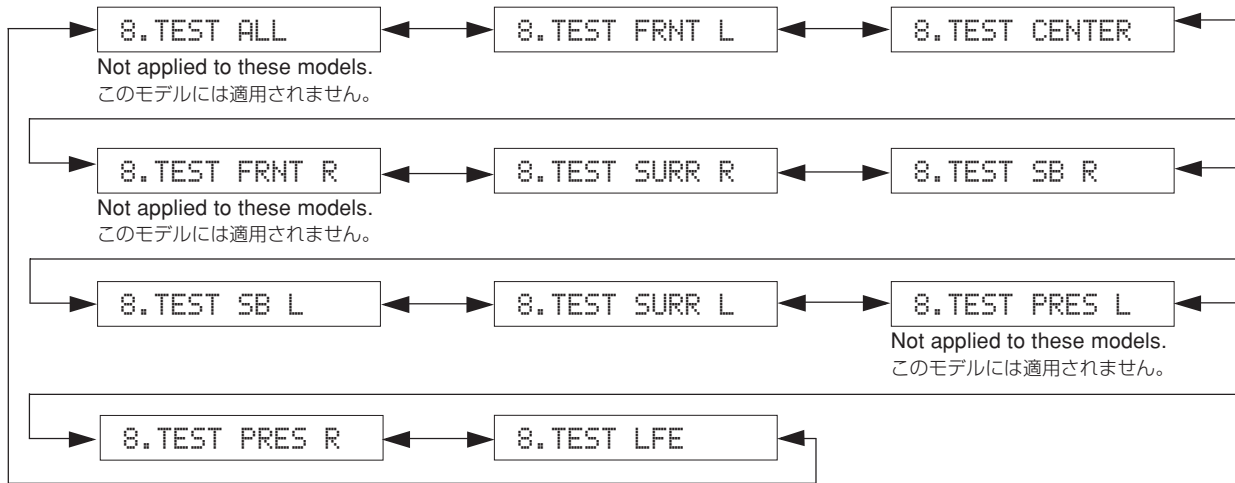 8.TEST ALL
8.TEST FRNT L
8.TEST CENTER
Not applied to these models.
このモデルには適用されません。
8.TEST FRNT R
8.TEST SURR R
8.TEST SB R
Not applied to these models.
このモデルには適用されません。
8.TEST SB L
8.TEST SURR L
8.TEST PRES L
Not applied to these models.
このモデルには適用されません。
8.TEST PRES R
8.TEST LFE